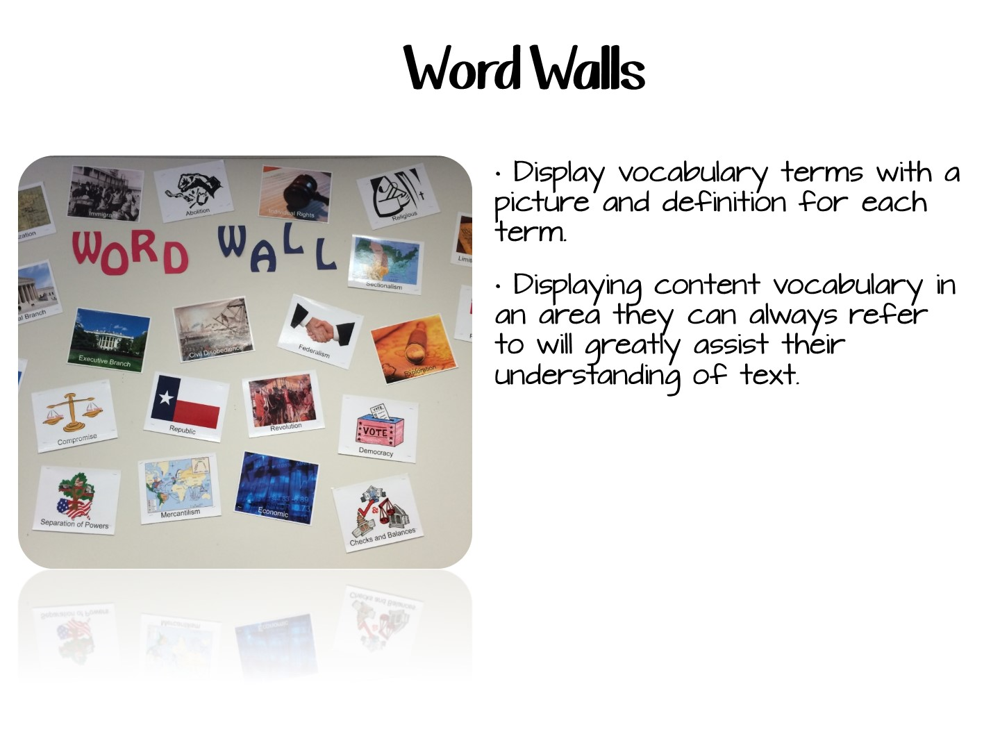 Word Walls
• Display vocabulary terms with a
picture and definition for each
term.
• Displaying content vocabulary in
an area they can always refer
to will greatly assist their
understanding of text.
Abolition
Individual Rights
Religious
WORD WALL
Sectionalism
al Branch
Executive Branch
Civil Disobedience
Federalism
Exploration
Compromise
Republic
Revolution
VOTE
VOTE
Democracy
Separation of Powers
Mercantilism
Economic
&
Checks and Balances